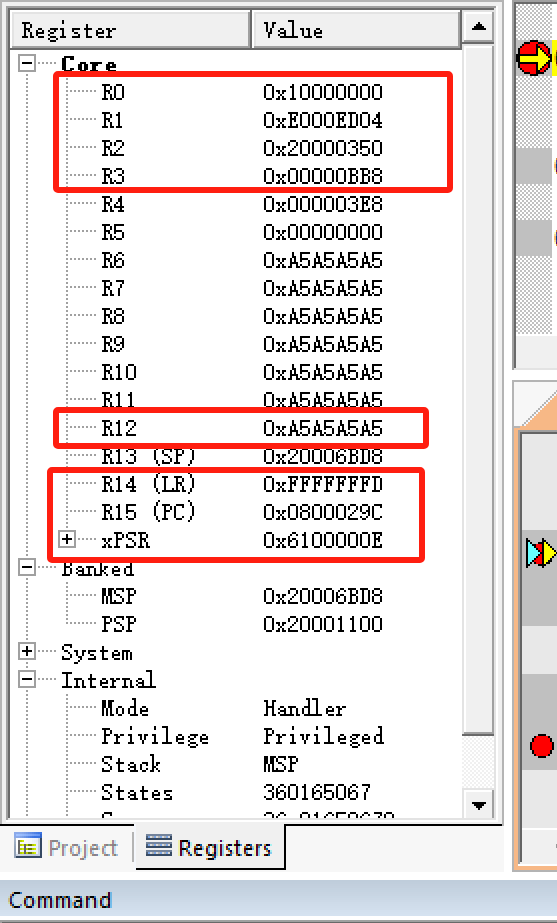 Register Value
Core
R0 0x10000000
R1 0xE000ED04
R2 0x20000350
R3 0x00000BB8
R4 0x000003E8
R5 0x00000000
R6 0xA5A5A5A5
R7 0xA5A5A5A5
R8 0xA5A5A5A5
R9 0xA5A5A5A5
R10 0xA5A5A5A5
R11 0xA5A5A5A5
R12 0xA5A5A5A5
R13 (SP) 0x20006BD8
R14 (LR) 0xFFFFFFFD
R15 (PC) 0x0800029C
xPSR 0x6100000E
Banked
MSP 0x20006BD8
PSP 0x20001100
System
Internal
Mode Handler
Privilege Privileged
Stack MSP
States 360165067
Project Registers
Command